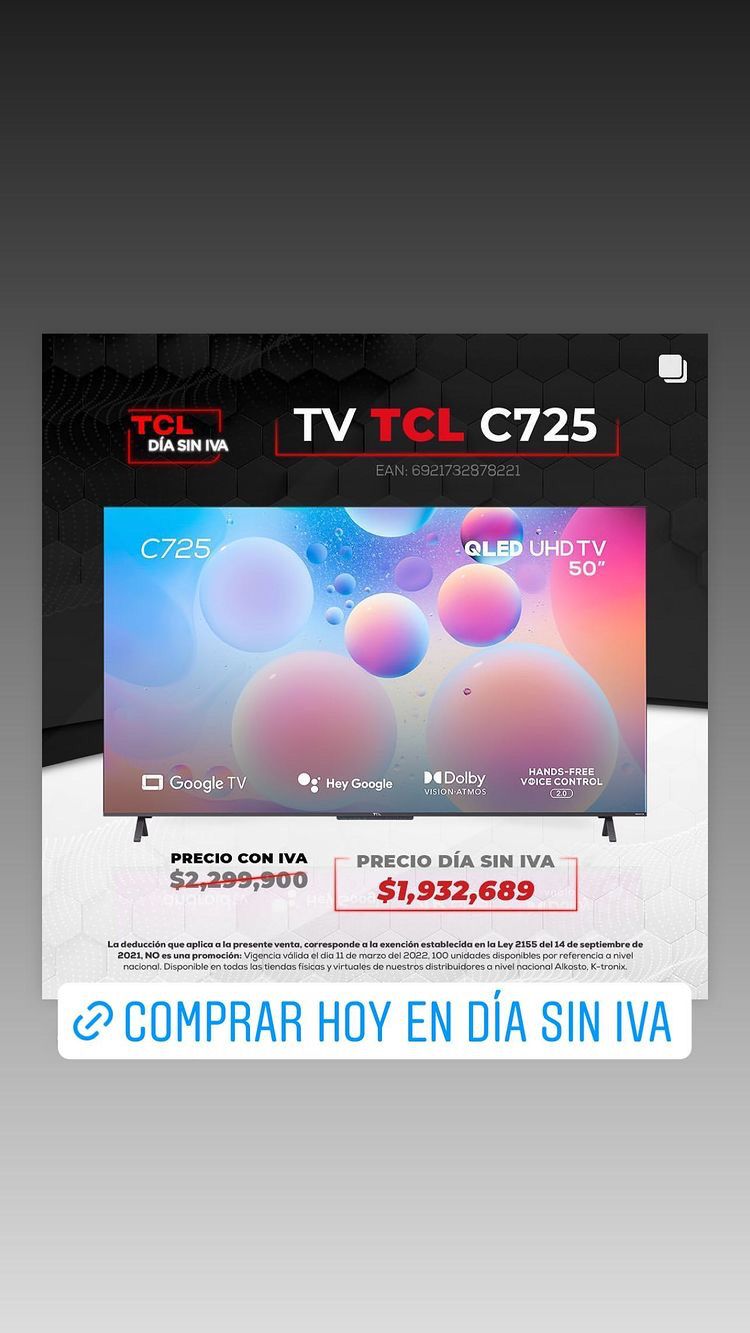 TCL
DÍA SIN IVA
TV TCL C725
EAN: 6921732878221
C725
QLED UHD TV
50"
Google TV
Hey Google
Dolby
VISION·ATMOS
HANDS-FREE
VOICE CONTROL
2.0
TCL
PRECIO CON IVA
$2,299,900
PRECIO DÍA SIN IVA
$1,932,689
La deducción que aplica a la presente venta, corresponde a la exención establecida en la Ley 2155 del 14 de septiembre de
2021, NO es una promoción: Vigencia válida el dia 11 de marzo del 2022, 100 unidades disponibles por referencia a nivel
nacional. Disponible en todas las tiendas físicas y virtuales de nuestros distribuidores a nivel nacional Alkosto, K-tronix.
COMPRAR HOY EN DÍA SIN IVA